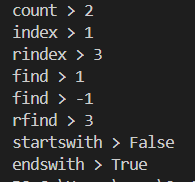 count > 2
index > 1
rindex > 3
find > 1
find > -1
rfind > 3
startswith > False
endswith > True